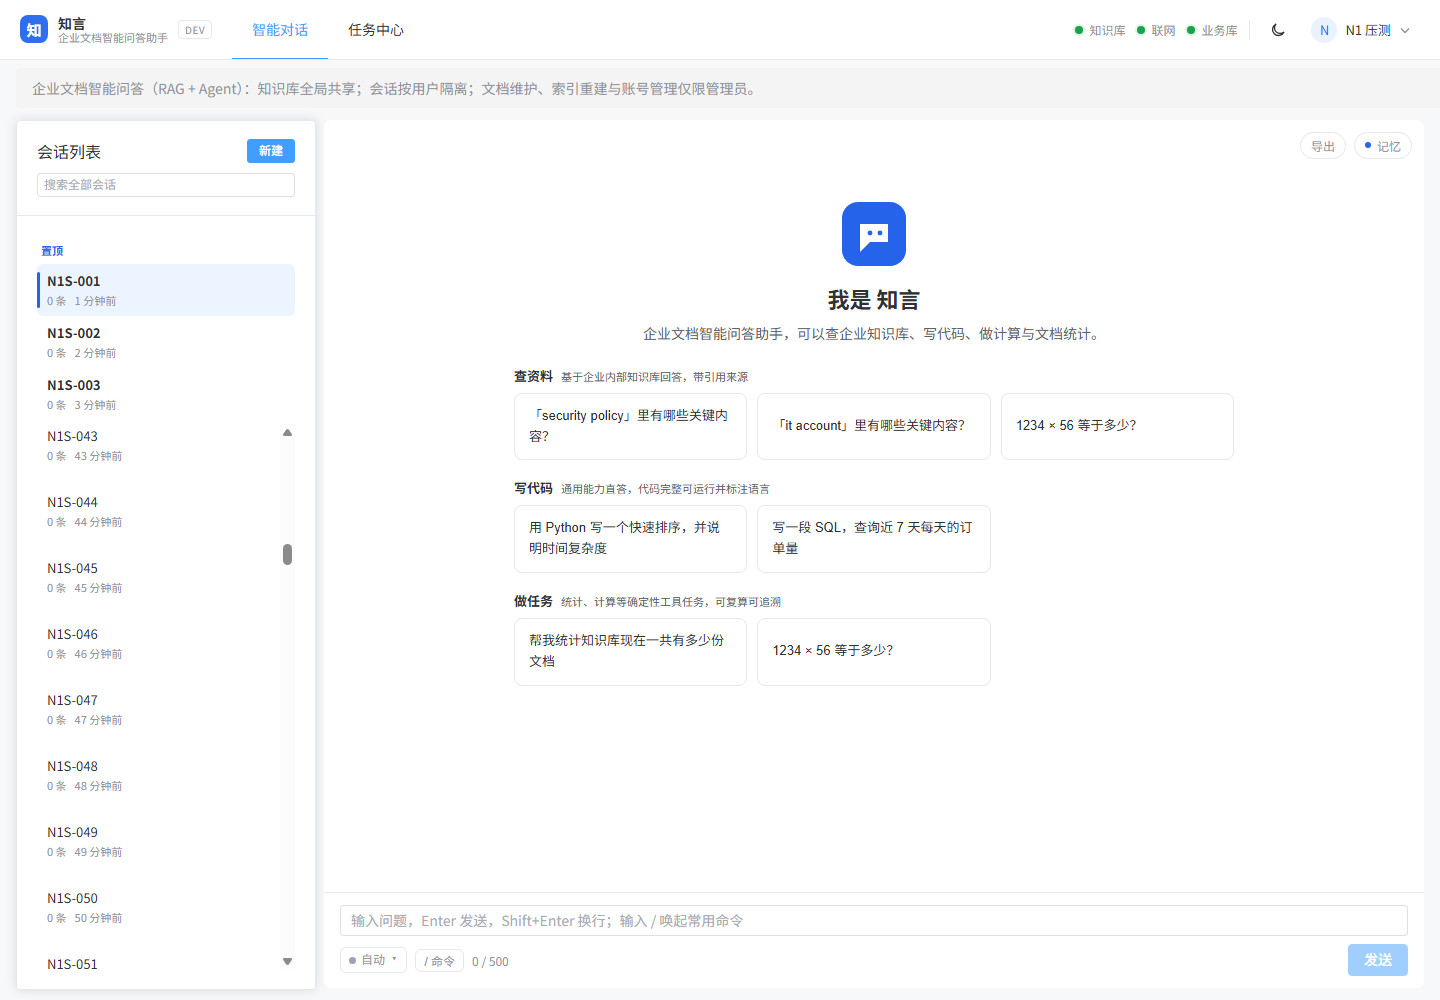 知
知言
企业文档智能问答助手
DEV
智能对话
任务中心
知识库
联网
业务库
N
N1 压测
企业文档智能问答（RAG + Agent）：知识库全局共享；会话按用户隔离；文档维护、索引重建与账号管理仅限管理员。
会话列表
新建
搜索全部会话
置顶
N1S-001
0 条 1 分钟前
N1S-002
0 条 2 分钟前
N1S-003
0 条 3 分钟前
N1S-043
0 条 43 分钟前
N1S-044
0 条 44 分钟前
N1S-045
0 条 45 分钟前
N1S-046
0 条 46 分钟前
N1S-047
0 条 47 分钟前
N1S-048
0 条 48 分钟前
N1S-049
0 条 49 分钟前
N1S-050
0 条 50 分钟前
N1S-051
导出
记忆
我是 知言
企业文档智能问答助手，可以查企业知识库、写代码、做计算与文档统计。
查资料 基于企业内部知识库回答，带引用来源
「security policy」里有哪些关键内
容？
「it account」里有哪些关键内容？
1234 × 56 等于多少？
写代码 通用能力直答，代码完整可运行并标注语言
用 Python 写一个快速排序，并说
明时间复杂度
写一段 SQL，查询近 7 天每天的订
单量
做任务 统计、计算等确定性工具任务，可复算可追溯
帮我统计知识库现在一共有多少份
文档
1234 × 56 等于多少？
输入问题，Enter 发送，Shift+Enter 换行；输入 / 唤起常用命令
自动
/ 命令
0 / 500
发送